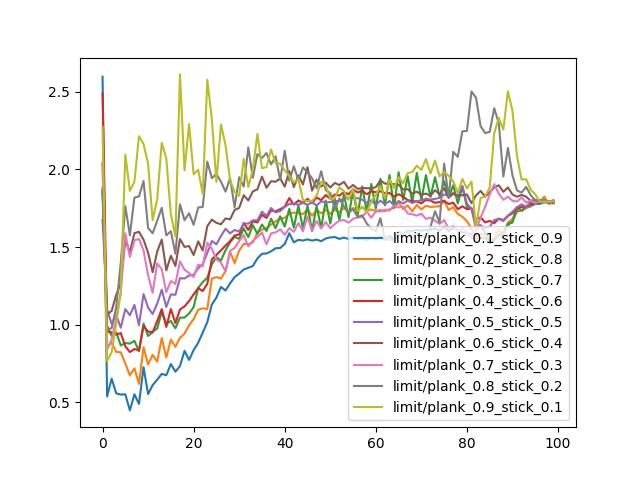 2.5
2.0
1.5
1.0
0.5
0 20 40 60 80 100
limit/plank_0.1_stick_0.9
limit/plank_0.2_stick_0.8
limit/plank_0.3_stick_0.7
limit/plank_0.4_stick_0.6
limit/plank_0.5_stick_0.5
limit/plank_0.6_stick_0.4
limit/plank_0.7_stick_0.3
limit/plank_0.8_stick_0.2
limit/plank_0.9_stick_0.1